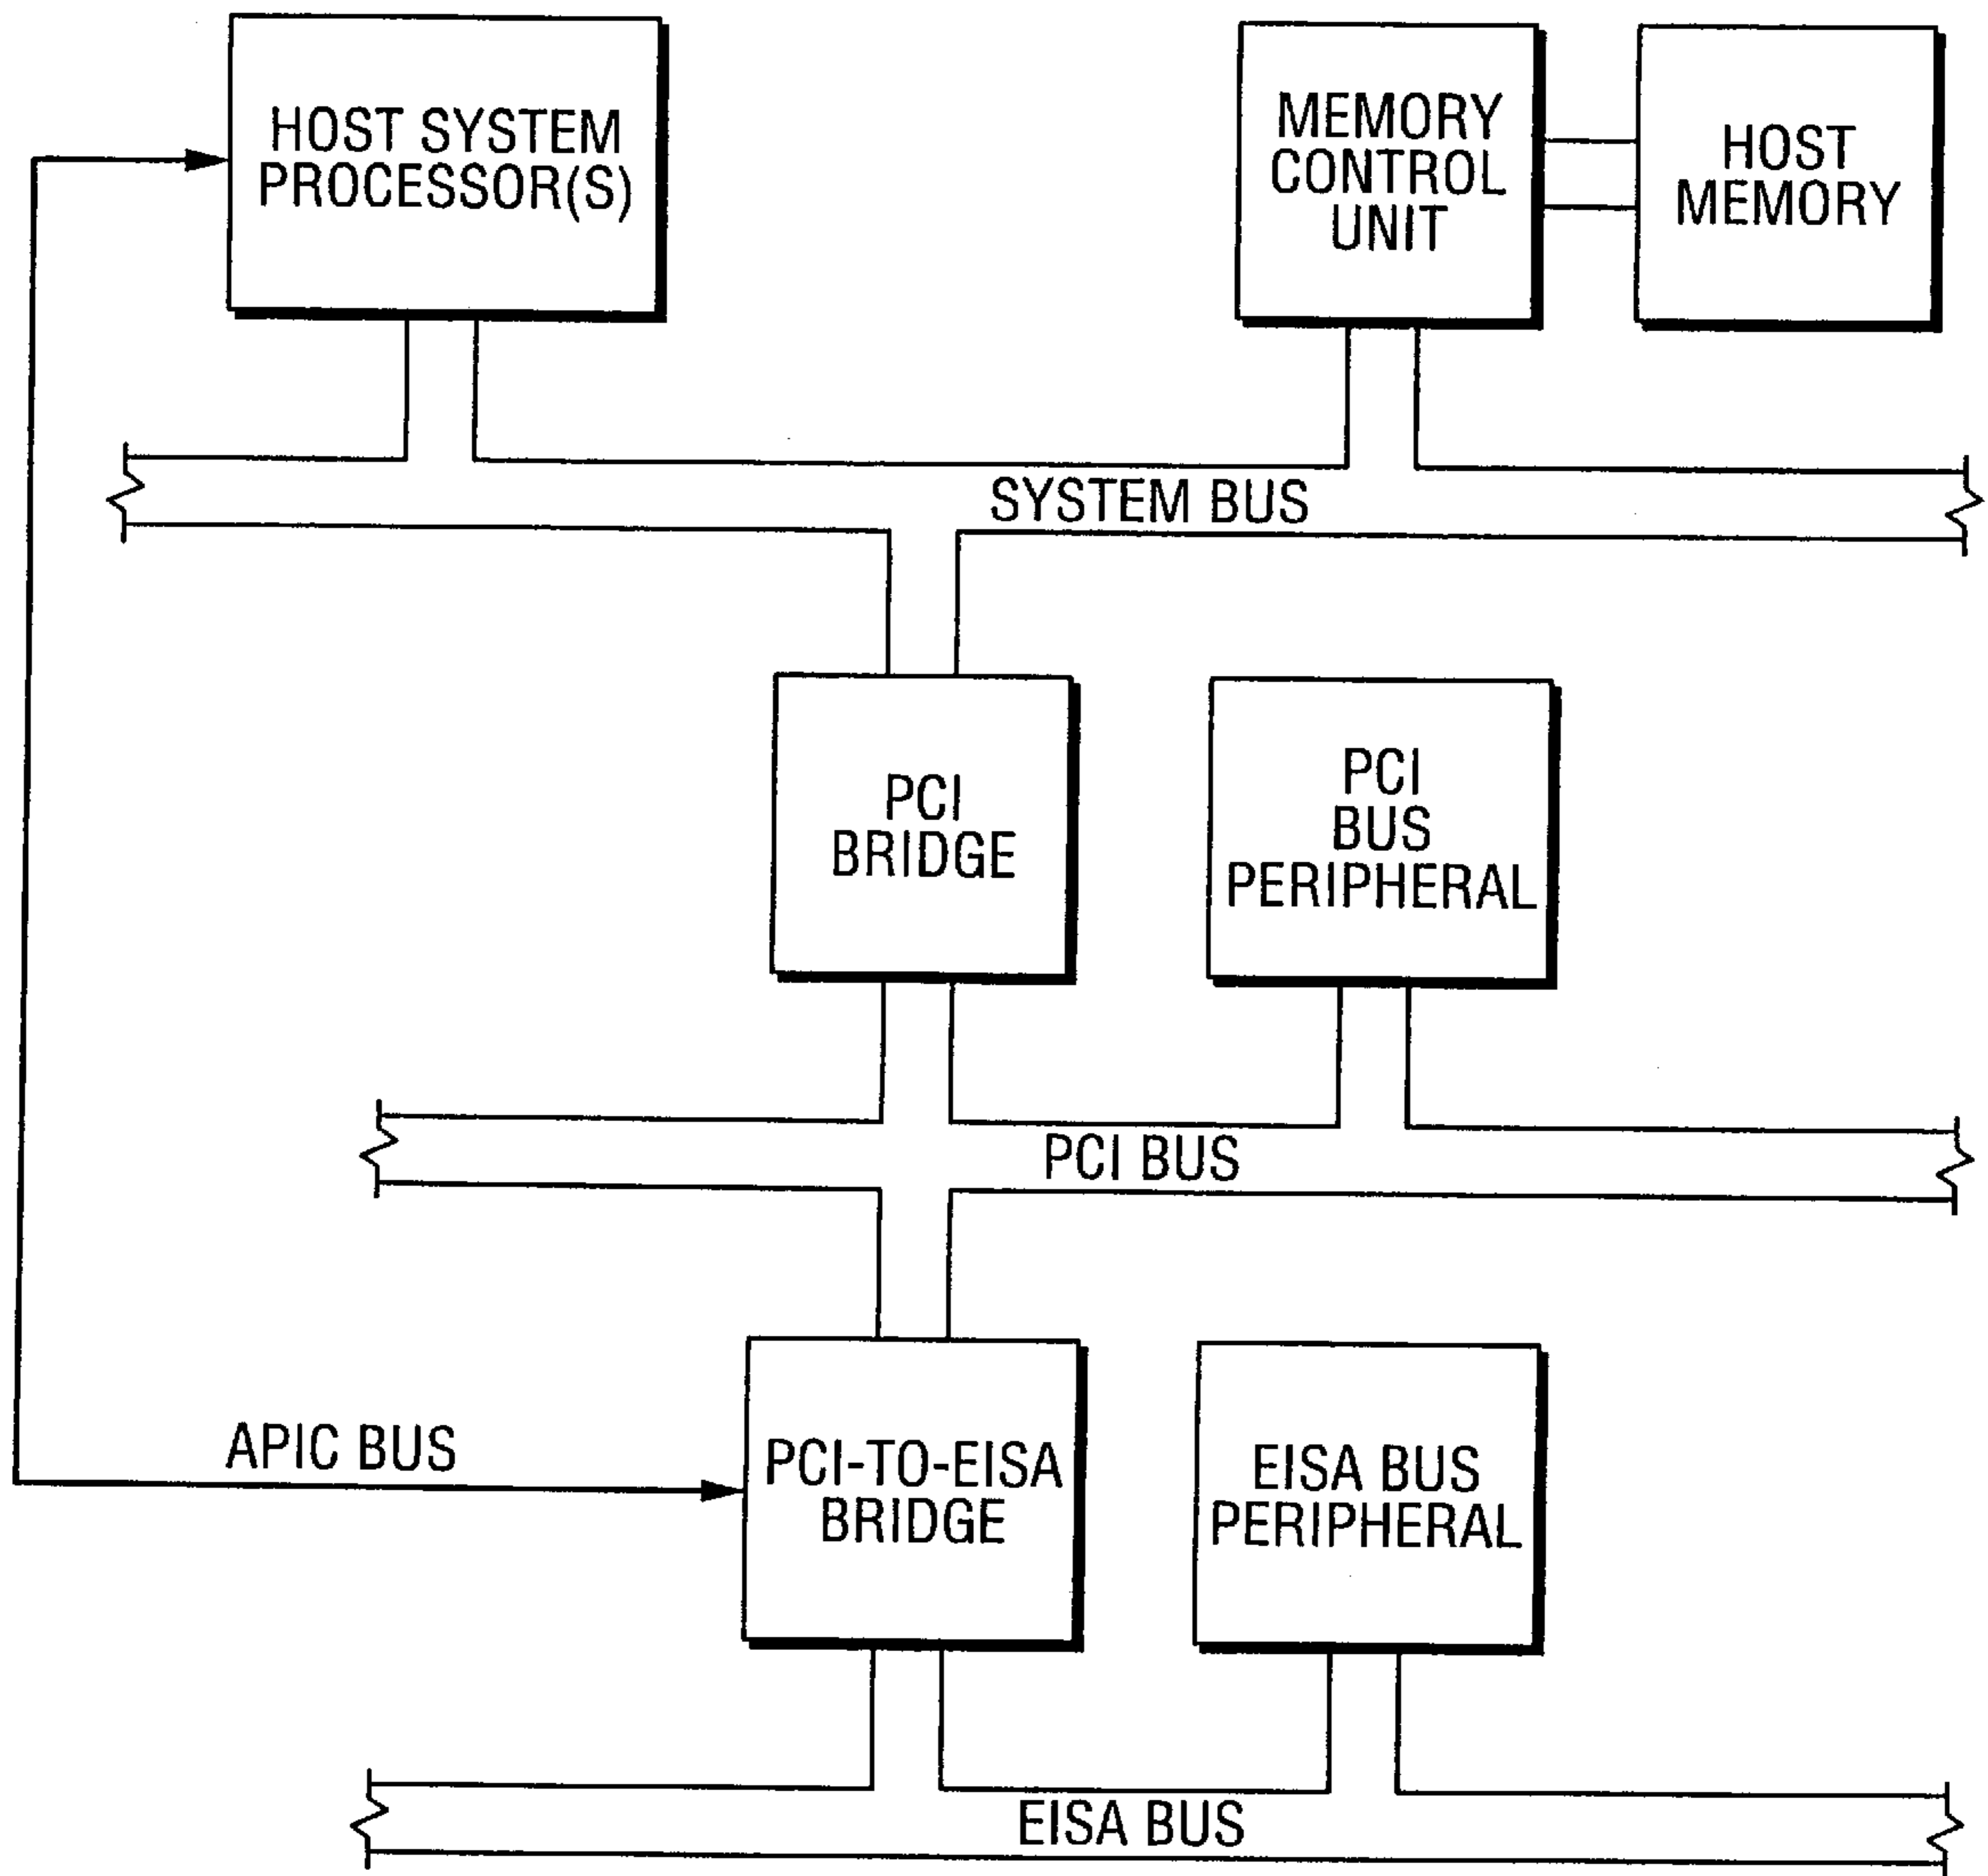 HOST SYSTEM
PROCESSOR(S)
MEMORY
CONTROL
UNIT
HOST
MEMORY
SYSTEM BUS
PCI
BRIDGE
PCI
BUS
PERIPHERAL
PCI BUS
APIC BUS
PCI-TO-EISA
BRIDGE
EISA BUS
PERIPHERAL
EISA BUS